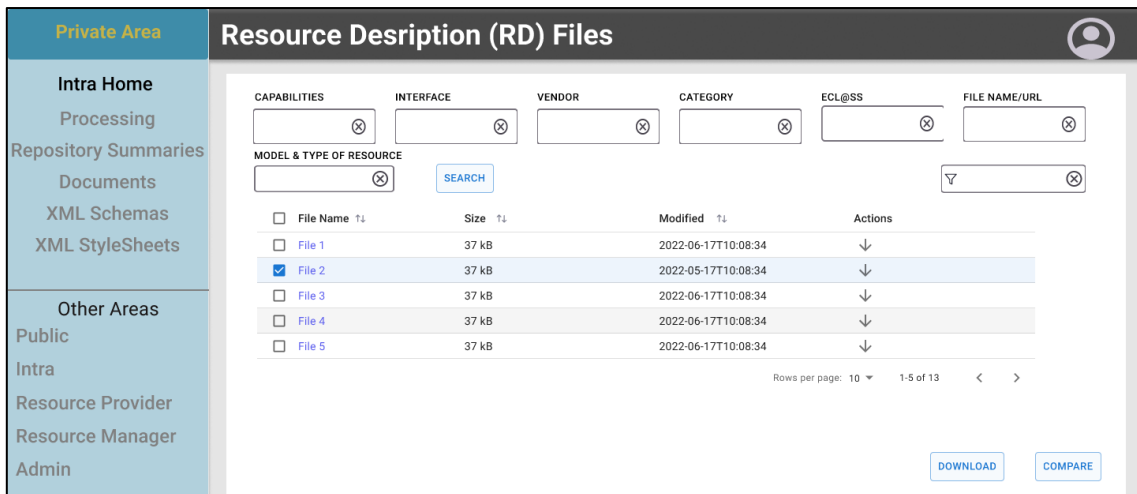 Private Area
Resource Desription (RD) Files
Intra Home
Processing
Repository Summaries
Documents
XML Schemas
XML StyleSheets
Other Areas
Public
Intra
Resource Provider
Resource Manager
Admin
CAPABILITIES INTERFACE VENDOR CATEGORY ECL@SS FILE NAME/URL
MODEL & TYPE OF RESOURCE
SEARCH
File Name Size Modified Actions
File 1 37 kB 2022-06-17T10:08:34
File 2 37 kB 2022-05-17T10:08:34
File 3 37 kB 2022-06-17T10:08:34
File 4 37 kB 2022-06-17T10:08:34
File 5 37 kB 2022-06-17T10:08:34
Rows per page: 10 1-5 of 13
DOWNLOAD COMPARE